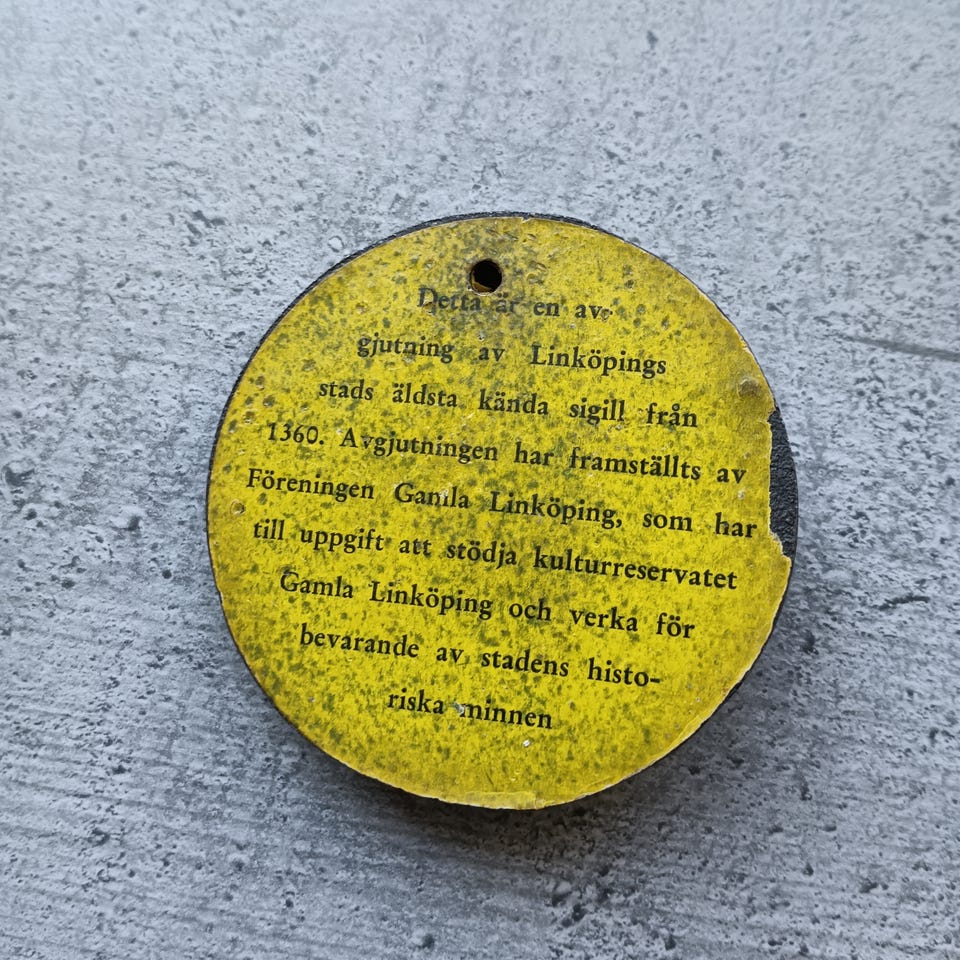 Detta är en av-
gjutning av Linköpings
stads äldsta kända sigill från
1360. Avgjutningen har framställts av
Föreningen Gamla Linköping, som har
till uppgift att stödja kulturreservatet
Gamla Linköping och verka för
bevarande av stadens histo-
riska minnen